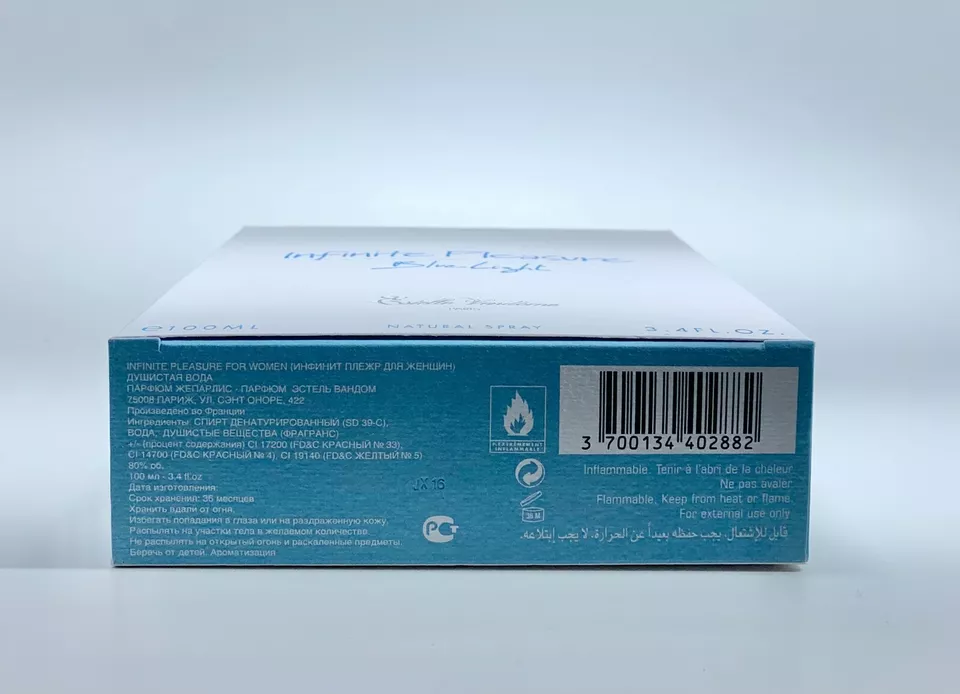 Infinite Pleasure
Blue Light
Estelle Vendôme
PARIS
℮100ML
NATURAL SPRAY
3.4FL.OZ.
INFINITE PLEASURE FOR WOMEN (ИНФИНИТ ПЛЕЖР ДЛЯ ЖЕНЩИН)
ДУШИСТАЯ ВОДА
ПАРФЮМ ЖЕПАРЛИС - ПАРФЮМ ЭСТЕЛЬ ВАНДОМ
75008 ПАРИЖ, УЛ. СЭНТ ОНОРЕ, 422
Произведено во Франции
Ингредиенты: СПИРТ ДЕНАТУРИРОВАННЫЙ (SD 39-C),
ВОДА, ДУШИСТЫЕ ВЕЩЕСТВА (ФРАГРАНС)
+/- (процент содержания) CI 17200 (FD&C КРАСНЫЙ № 33),
CI 14700 (FD&C КРАСНЫЙ № 4), CI 19140 (FD&C ЖЕЛТЫЙ № 5)
80% об.
100 мл - 3.4 fl.oz
Дата изготовления:
Срок хранения: 36 месяцев
Хранить вдали от огня.
Избегать попадания в глаза или на раздраженную кожу.
Распылять на участки тела в желаемом количестве.
Не распылять на открытый огонь и раскаленные предметы.
Беречь от детей. Ароматизация
JX 16
РСТ
EXTRÊMEMENT
INFLAMMABLE
36 M
3 700134 402882
Inflammable. Tenir à l'abri de la chaleur
Ne pas avaler
Flammable. Keep from heat or flame
For external use only
قابل للإشتعال. يجب حفظه بعيداً عن الحرارة. لا يجب إبتلاعه.